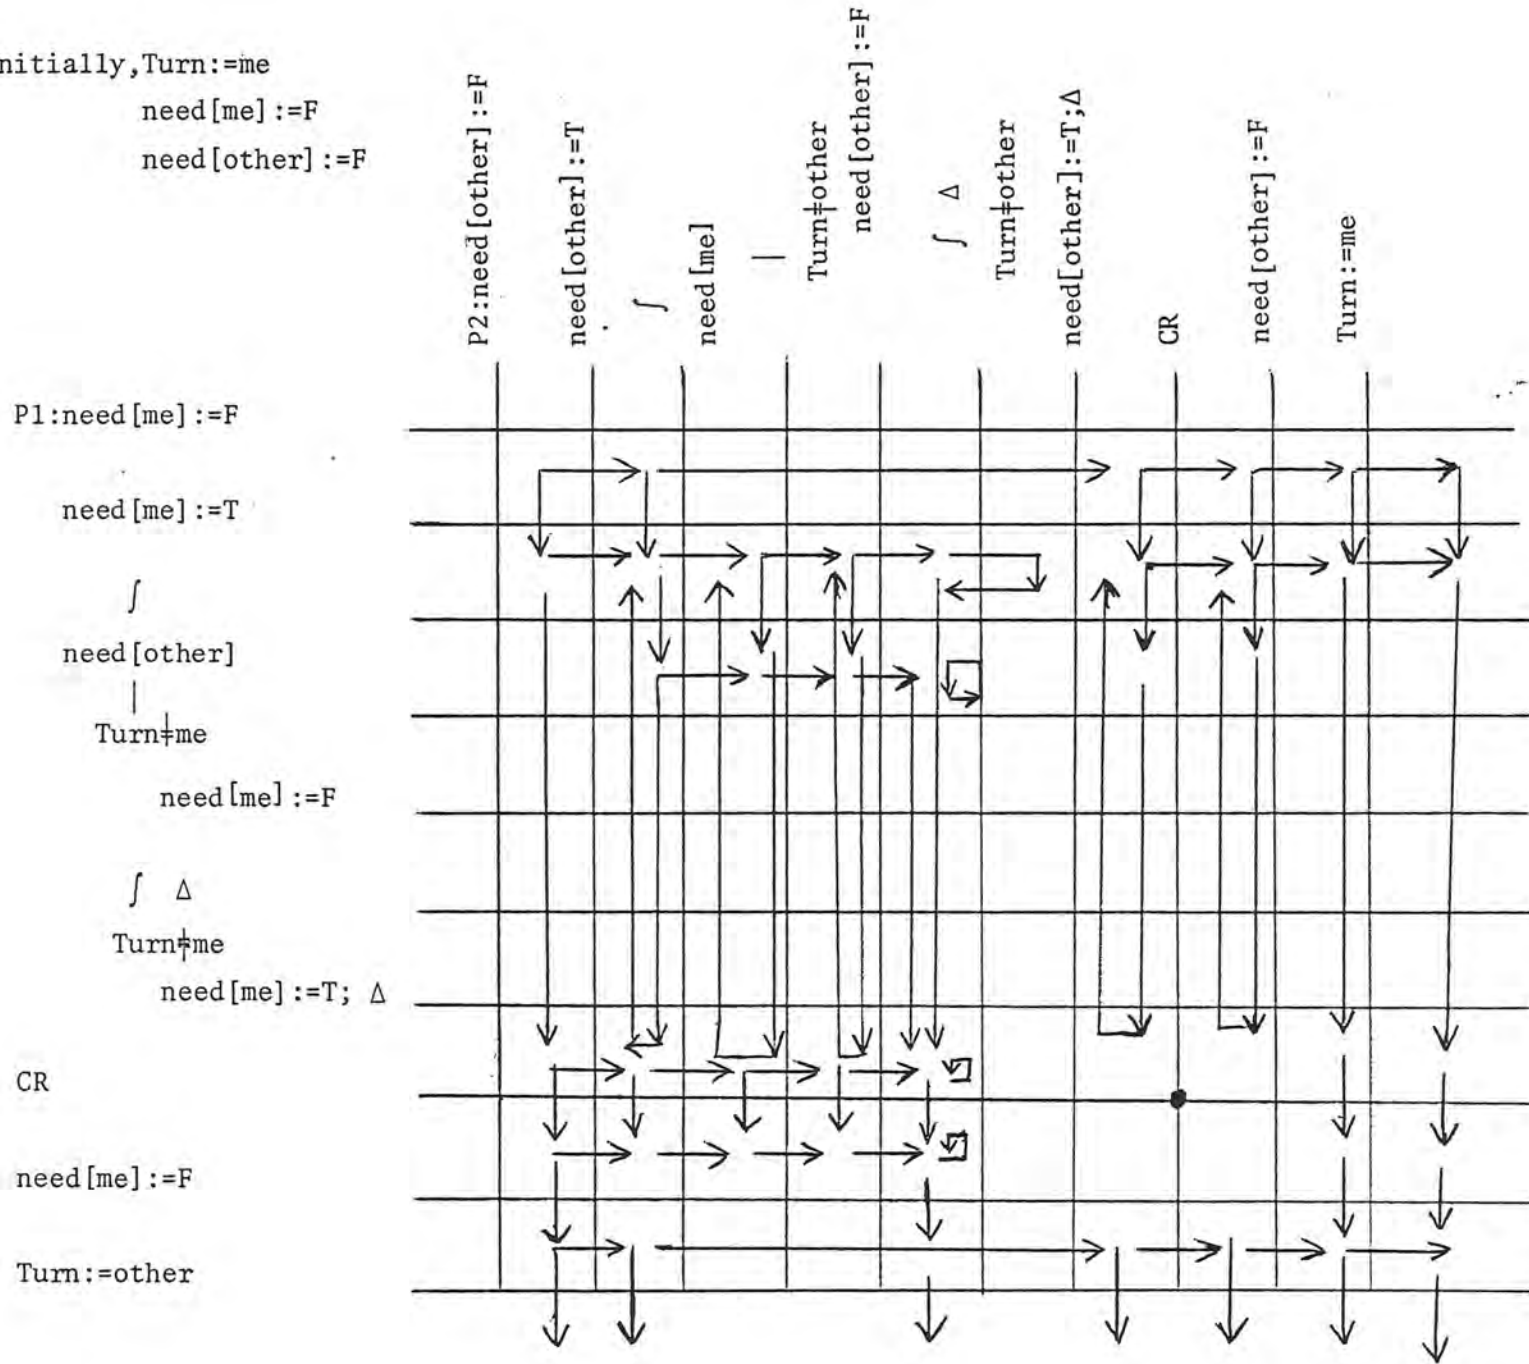 nitially,Turn:=me
need[me]:=F
need[other]:=F
P2:need[other]:=F
need[other]:=T
∫
need[me]
|
Turn≠other
need[other]:=F
∫ Δ
Turn≠other
need[other]:=T;Δ
CR
need[other]:=F
Turn:=me
P1:need[me]:=F
need[me]:=T
∫
need[other]
|
Turn≠me
need[me]:=F
∫ Δ
Turn≠me
need[me]:=T; Δ
CR
need[me]:=F
Turn:=other